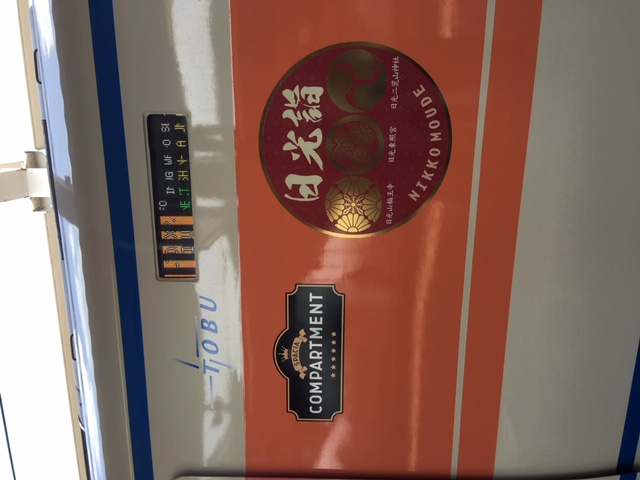 日光詣
日光山輪王寺
日光東照宮
日光二荒山神社
NIKKO MOUDE
TOBU
SPACIA
COMPARTMENT